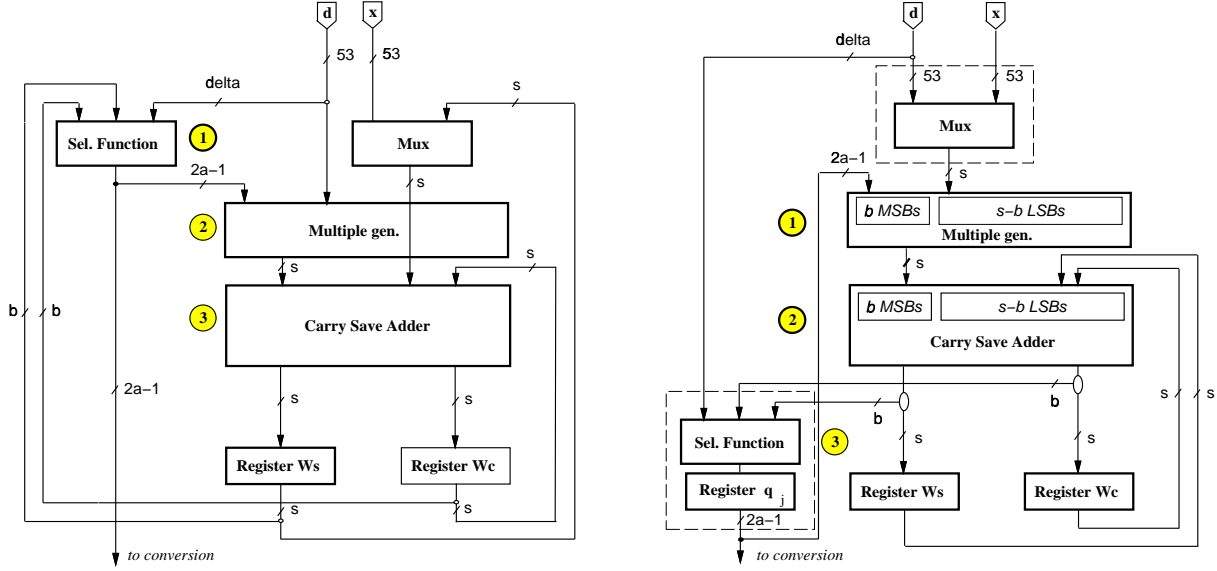 d
x
53
53
delta
s
Sel. Function
1
Mux
2a−1
s
2
Multiple gen.
s
s
b
b
3
Carry Save Adder
2a−1
s
s
Register Ws
Register Wc
s
s
to conversion
d
x
delta
53
53
Mux
2a−1
s
b MSBs
s−b LSBs
1
Multiple gen.
s
b MSBs
s−b LSBs
2
Carry Save Adder
s
s
b
b
Sel. Function
3
s
s
Register q j
Register Ws
Register Wc
2a−1
to conversion